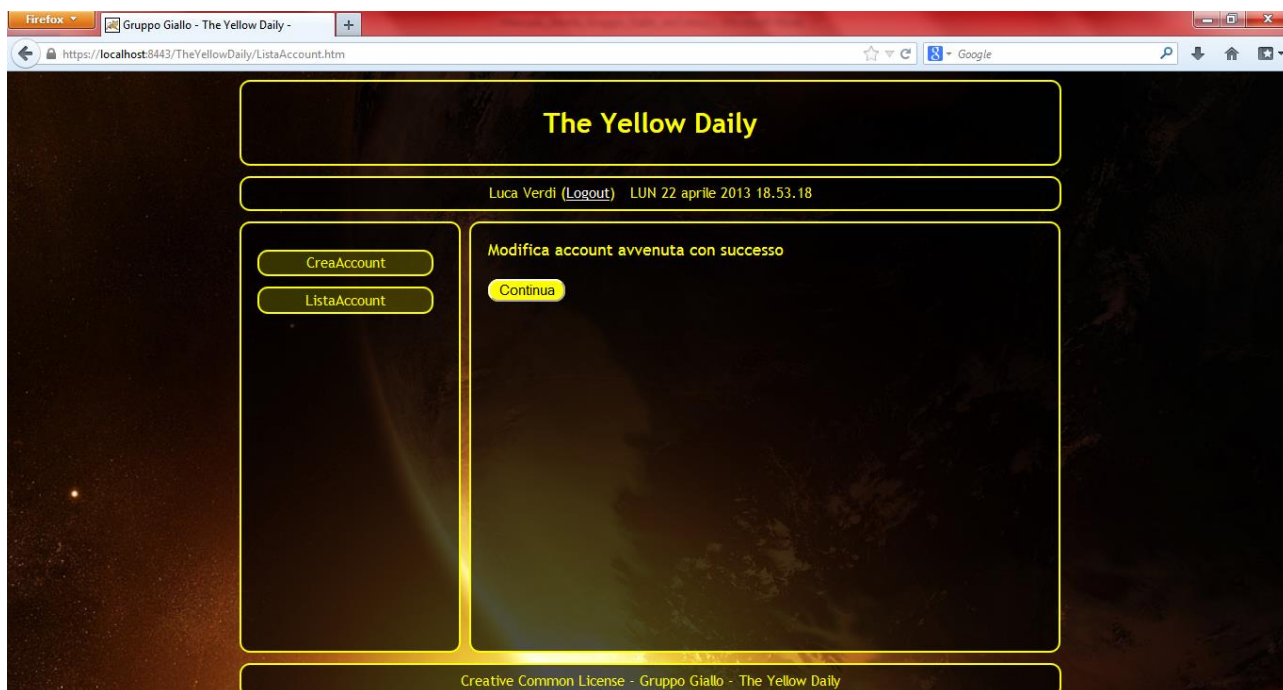 Firefox
Gruppo Giallo - The Yellow Daily -
https://localhost:8443/TheYellowDaily/ListaAccount.htm
Google
The Yellow Daily
Luca Verdi (Logout) LUN 22 aprile 2013 18.53.18
CreaAccount
ListaAccount
Modifica account avvenuta con successo
Continua
Creative Common License - Gruppo Giallo - The Yellow Daily